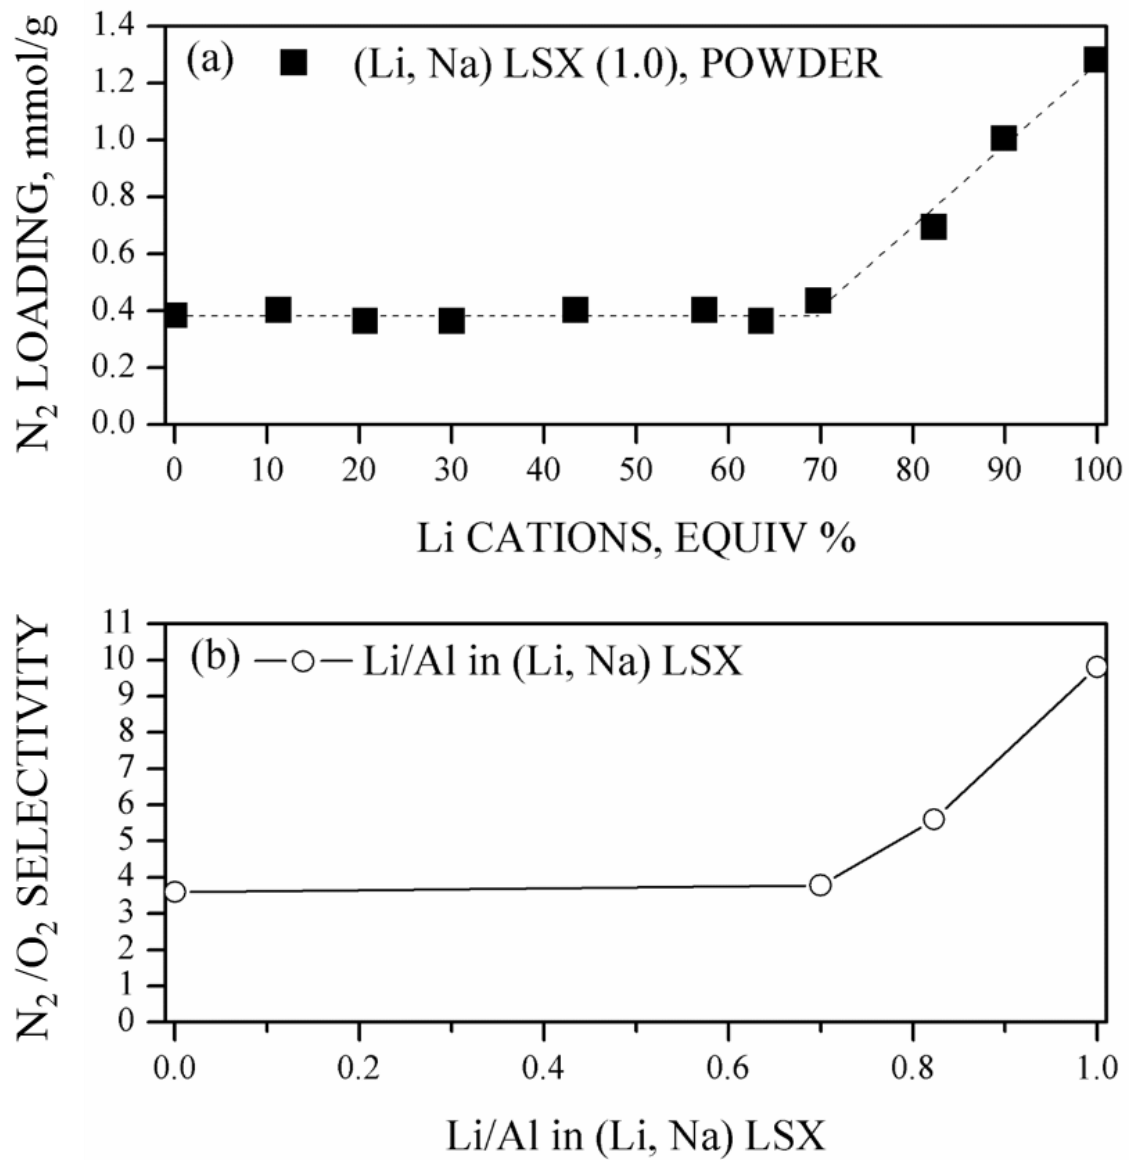 N2 LOADING, mmol/g
1.4
1.2
1.0
0.8
0.6
0.4
0.2
0.0
(a) (Li, Na) LSX (1.0), POWDER
0 10 20 30 40 50 60 70 80 90 100
Li CATIONS, EQUIV %
N2 /O2 SELECTIVITY
11
10
9
8
7
6
5
4
3
2
1
0
(b) Li/Al in (Li, Na) LSX
0.0 0.2 0.4 0.6 0.8 1.0
Li/Al in (Li, Na) LSX